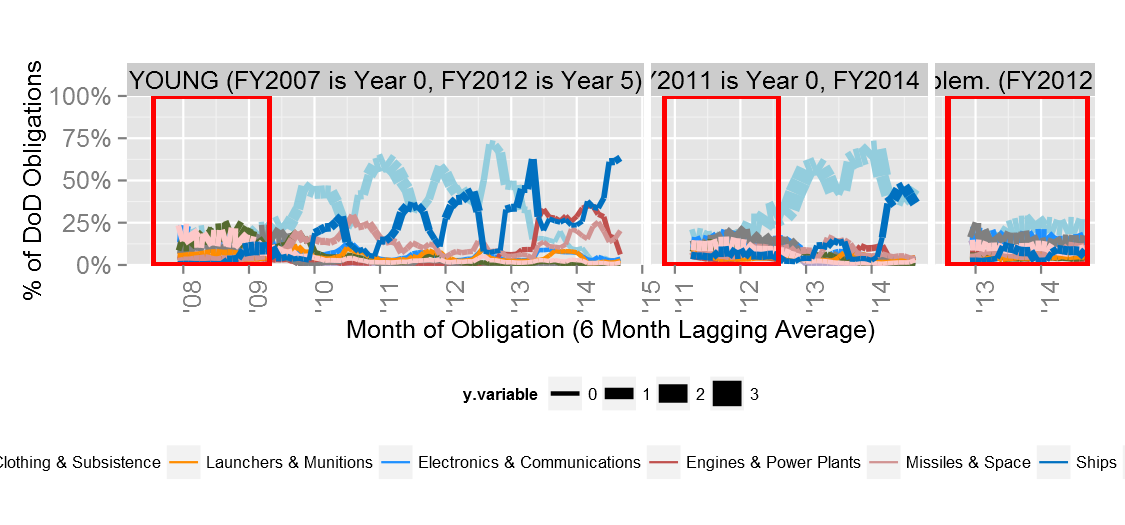 YOUNG (FY2007 is Year 0, FY2012 is Year 5)
Y2011 is Year 0, FY2014
blem. (FY2012
% of DoD Obligations
100%
75%
50%
25%
0%
'08 '09 '10 '11 '12 '13 '14 '15 '11 '12 '13 '14 '13 '14
Month of Obligation (6 Month Lagging Average)
y.variable 0 1 2 3
Clothing & Subsistence Launchers & Munitions Electronics & Communications Engines & Power Plants Missiles & Space Ships